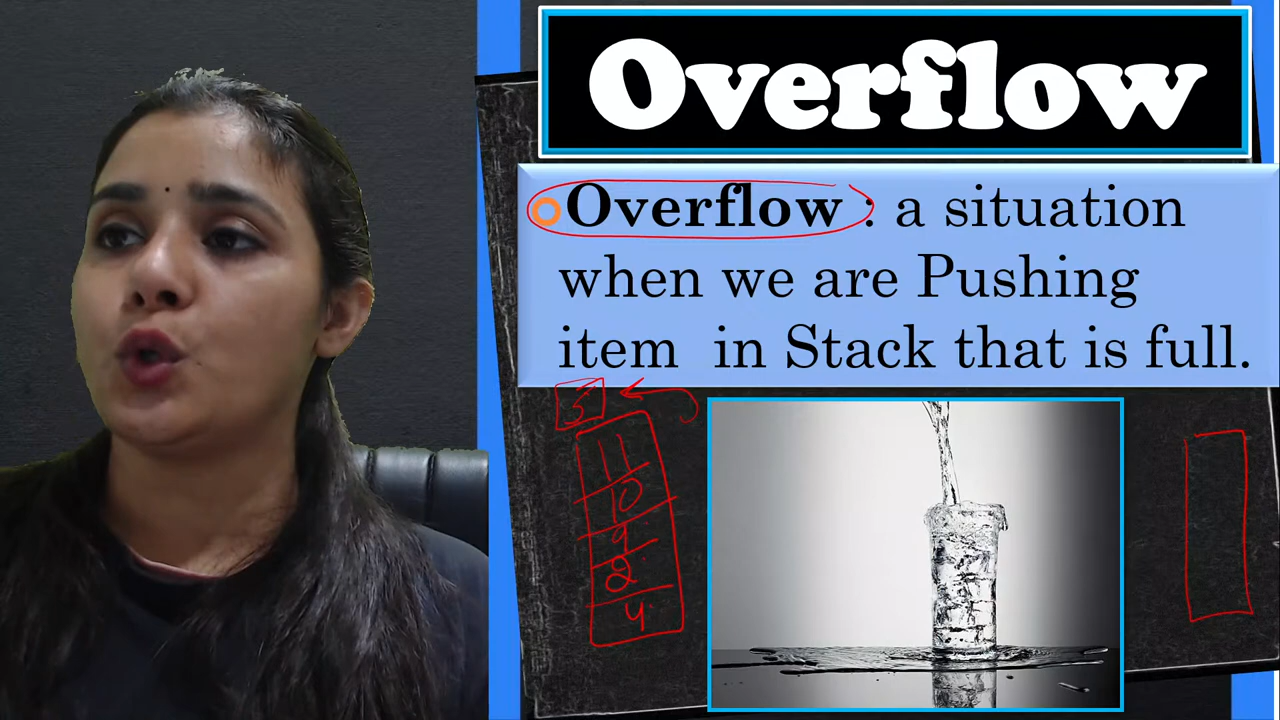 Overflow
Overflow : a situation
when we are Pushing
item in Stack that is full.
5
11
10
9
2
4